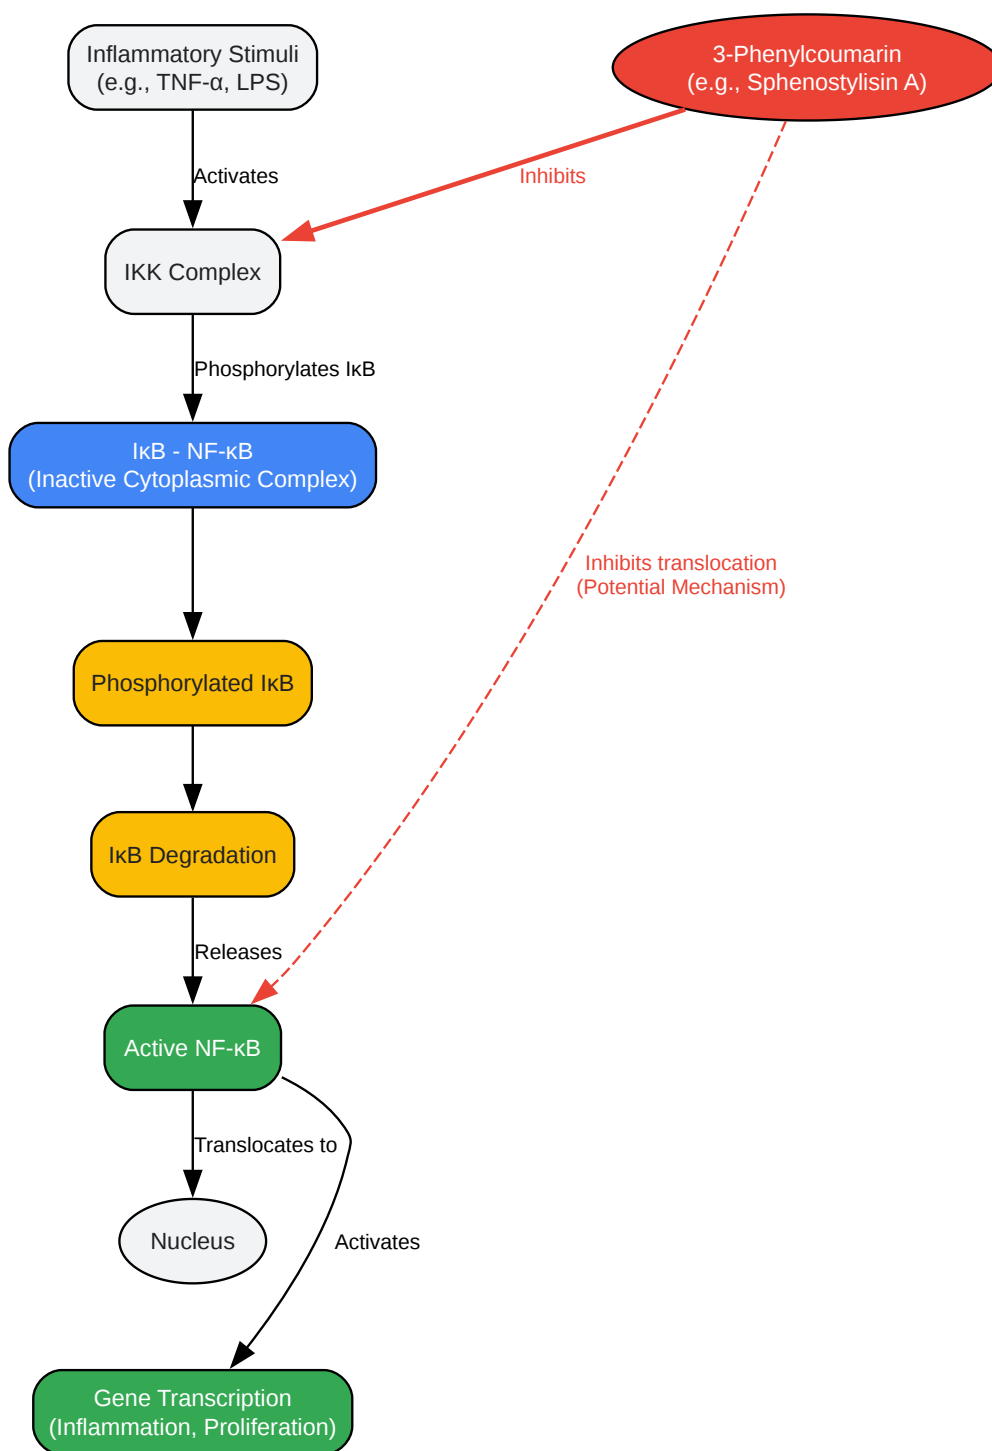 Inflammatory Stimuli
(e.g., TNF-α, LPS)
3-Phenylcoumarin
(e.g., Sphenostylisin A)
Activates
Inhibits
IKK Complex
Phosphorylates IκB
IκB - NF-κB
(Inactive Cytoplasmic Complex)
Inhibits translocation
(Potential Mechanism)
Phosphorylated IκB
IκB Degradation
Releases
Active NF-κB
Translocates to
Nucleus
Activates
Gene Transcription
(Inflammation, Proliferation)